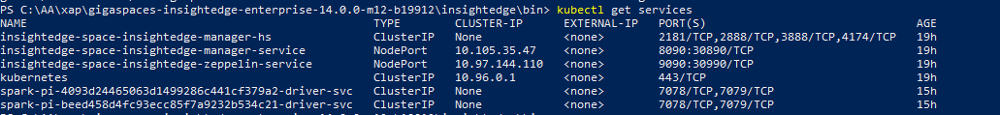 PS C:\AA\xap\gigaspaces-insightedge-enterprise-14.0.0-m12-b19912\insightedge\bin> kubectl get services
NAME TYPE CLUSTER-IP EXTERNAL-IP PORT(S) AGE
insightedge-space-insightedge-manager-hs ClusterIP None <none> 2181/TCP,2888/TCP,3888/TCP,4174/TCP 19h
insightedge-space-insightedge-manager-service NodePort 10.105.35.47 <none> 8090:30890/TCP 19h
insightedge-space-insightedge-zeppelin-service NodePort 10.97.144.110 <none> 9090:30990/TCP 19h
kubernetes ClusterIP 10.96.0.1 <none> 443/TCP 19h
spark-pi-4093d24465063d1499286c441cf379a2-driver-svc ClusterIP None <none> 7078/TCP,7079/TCP 15h
spark-pi-beed458d4fc93ecc85f7a9232b534c21-driver-svc ClusterIP None <none> 7078/TCP,7079/TCP 15h